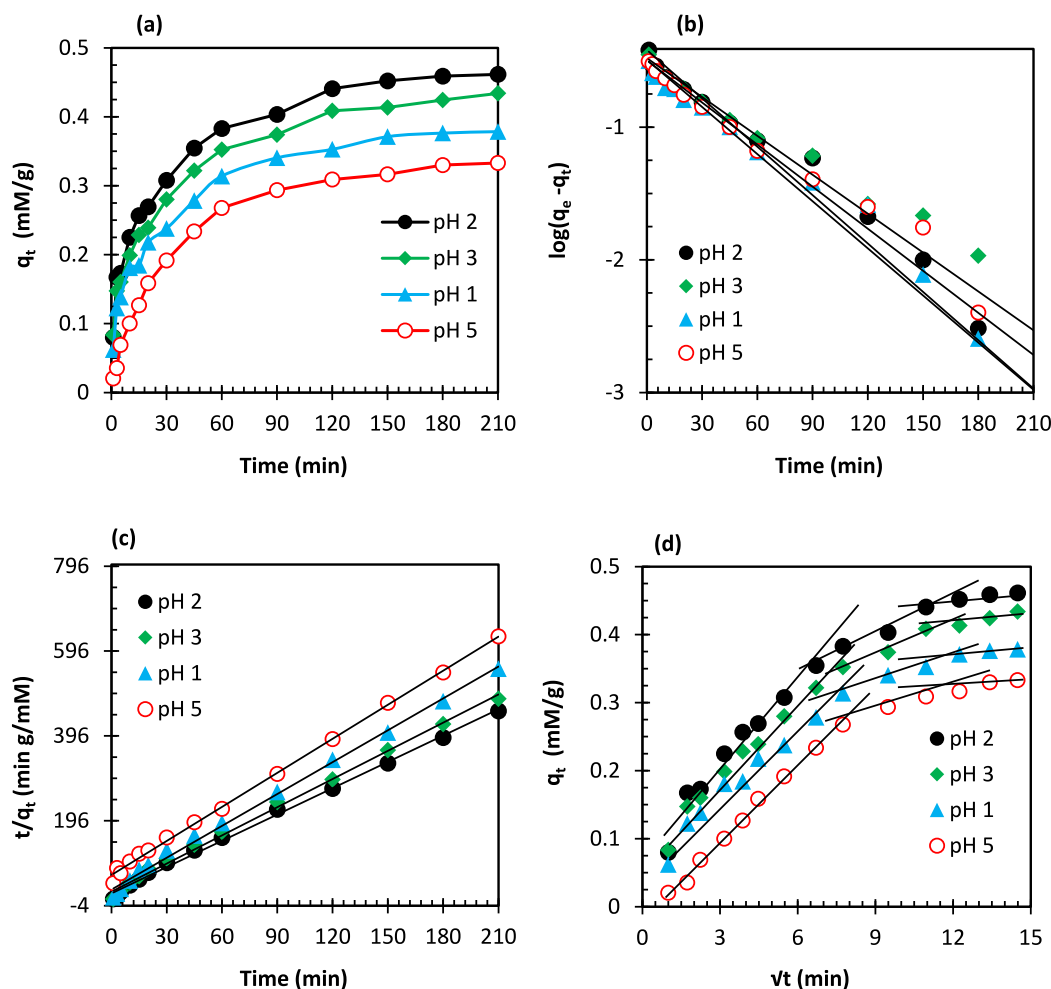 (a)
0.5
0.4
0.3
0.2
0.1
0
qt (mM/g)
pH 2
pH 3
pH 1
pH 5
0 30 60 90 120 150 180 210
Time (min)
(b)
-1
-2
-3
log(qe -qt)
pH 2
pH 3
pH 1
pH 5
0 30 60 90 120 150 180 210
Time (min)
(c)
796
596
396
196
-4
t/qt (min g/mM)
pH 2
pH 3
pH 1
pH 5
0 30 60 90 120 150 180 210
Time (min)
(d)
0.5
0.4
0.3
0.2
0.1
0
qt (mM/g)
pH 2
pH 3
pH 1
pH 5
0 3 6 9 12 15
√t (min)